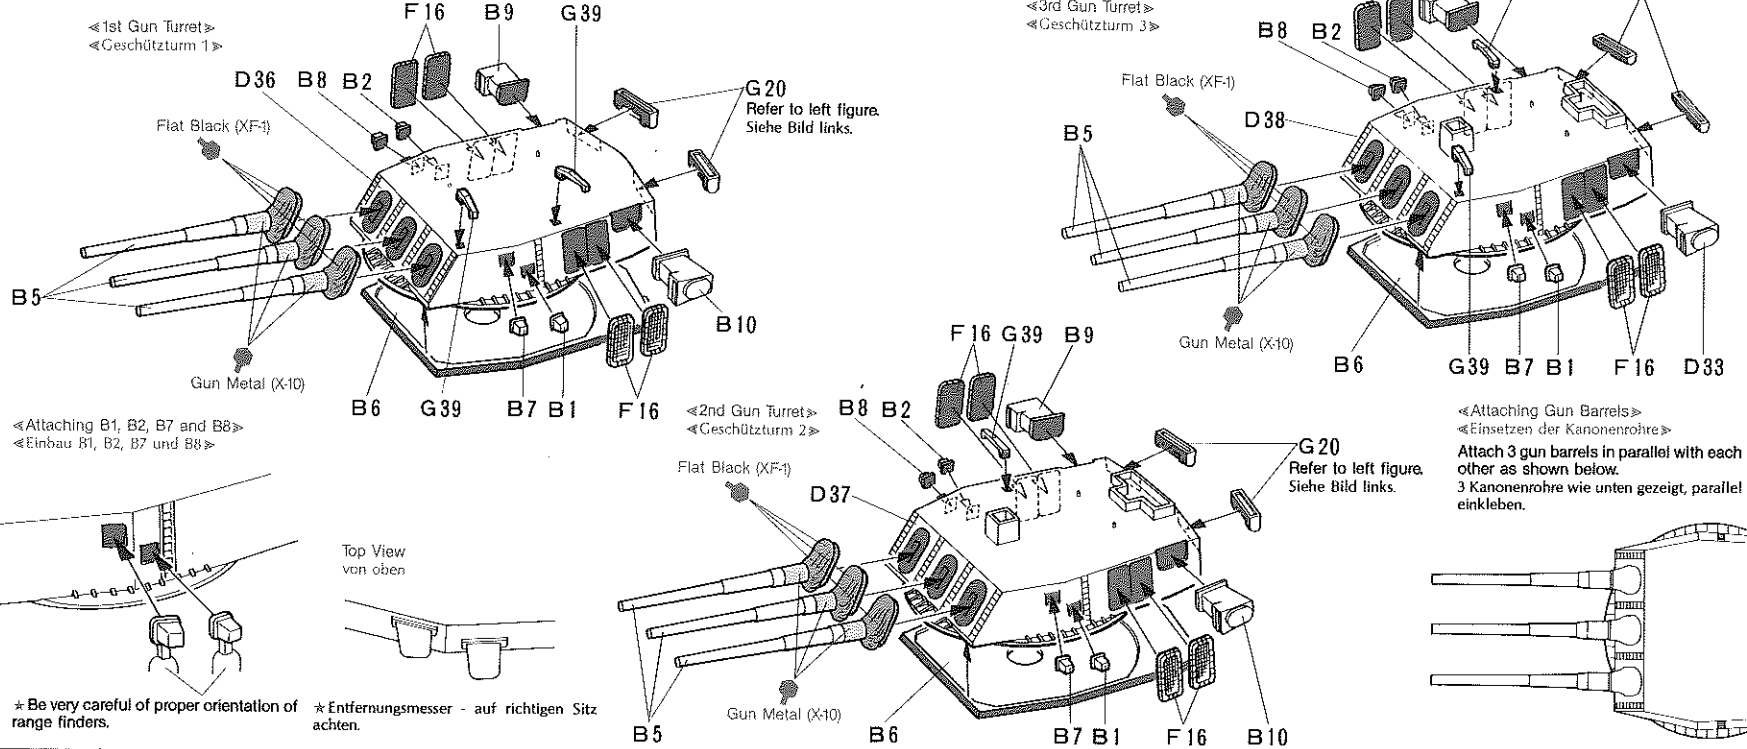 ≪1st Gun Turret≫
≪Geschützturm 1≫
F16
B9
G39
D36
B8
B2
G20
Refer to left figure.
Siehe Bild links.
Flat Black (XF-1)
B5
Gun Metal (X-10)
B6
G39
B7
B1
F16
B10
≪3rd Gun Turret≫
≪Geschützturm 3≫
B8
B2
Flat Black (XF-1)
D38
B5
Gun Metal (X-10)
B6
G39
B7
B1
F16
D33
≪Attaching B1, B2, B7 and B8≫
≪Einbau B1, B2, B7 und B8≫
Top View
von oben
★Be very careful of proper orientation of
range finders.
★Entfernungsmesser - auf richtigen Sitz
achten.
≪2nd Gun Turret≫
≪Geschützturm 2≫
F16
G39
B9
B8
B2
Flat Black (XF-1)
D37
G20
Refer to left figure.
Siehe Bild links.
B5
Gun Metal (X-10)
B6
B7
B1
F16
B10
≪Attaching Gun Barrels≫
≪Einsetzen der Kanonenrohre≫
Attach 3 gun barrels in parallel with each
other as shown below.
3 Kanonenrohre wie unten gezeigt, parallel
einkleben.